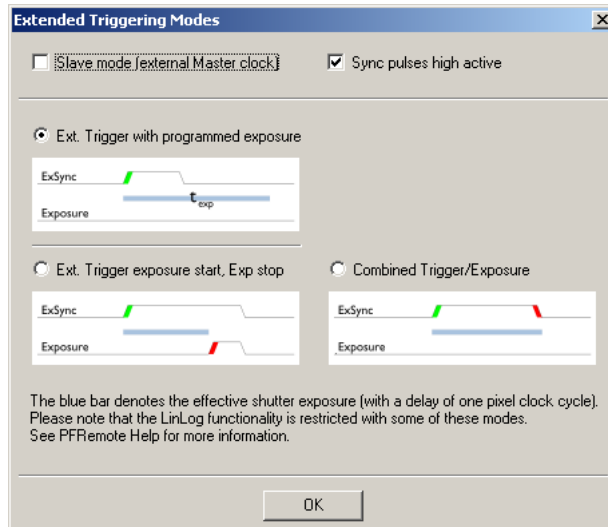 Extended Triggering Modes
Slave mode (external Master clock)
Sync pulses high active
Ext. Trigger with programmed exposure
ExSync
t exp
Exposure
Ext. Trigger exposure start, Exp stop
Combined Trigger/Exposure
ExSync
ExSync
Exposure
Exposure
The blue bar denotes the effective shutter exposure (with a delay of one pixel clock cycle).
Please note that the LinLog functionality is restricted with some of these modes.
See PFRemote Help for more information.
OK